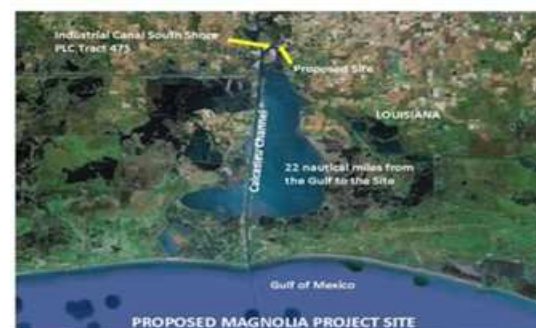 Industrial Canal South Shore
PLC Tract 475
Proposed Site
LOUISIANA
Calcasieu Channel
22 nautical miles from
the Gulf to the Site
Gulf of Mexico
PROPOSED MAGNOLIA PROJECT SITE